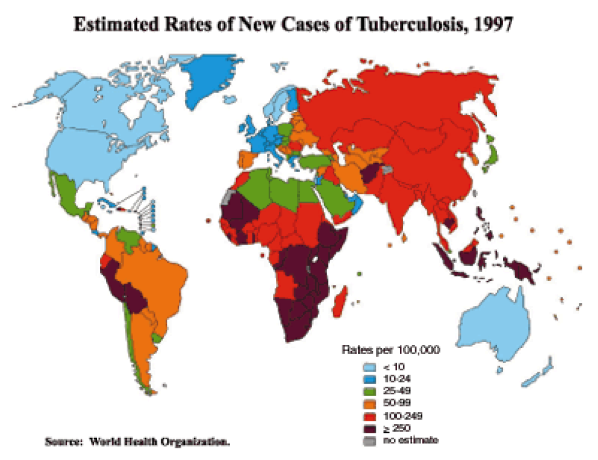 Estimated Rates of New Cases of Tuberculosis, 1997
Rates per 100,000
< 10
10-24
25-49
50-99
100-249
≥ 250
no estimate
Source: World Health Organization.